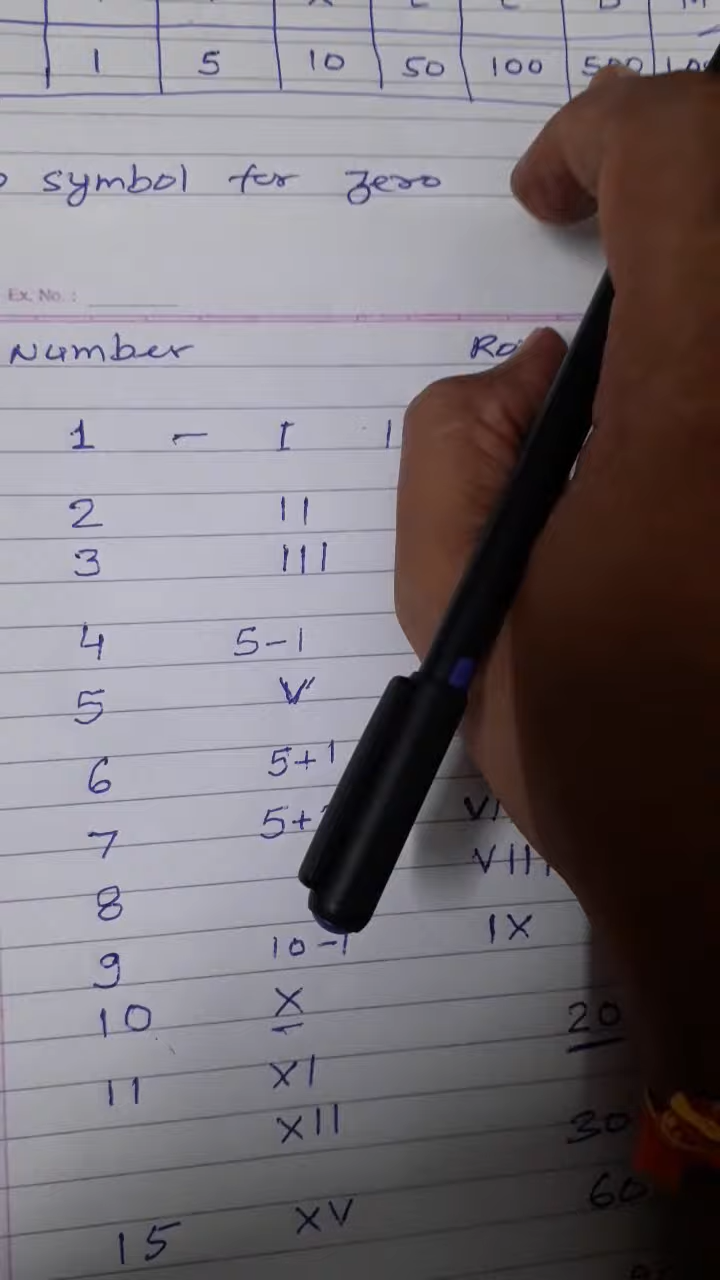 1 5 10 50 100 500
symbol for zero
Ex. No. :
Number
1 – I
2 II
3 III
4 5-1
5 V
6 5+1
7 5+
8 VIII
9 10-1 IX
10 X 20
11 XI
XII 30
60
15 XV